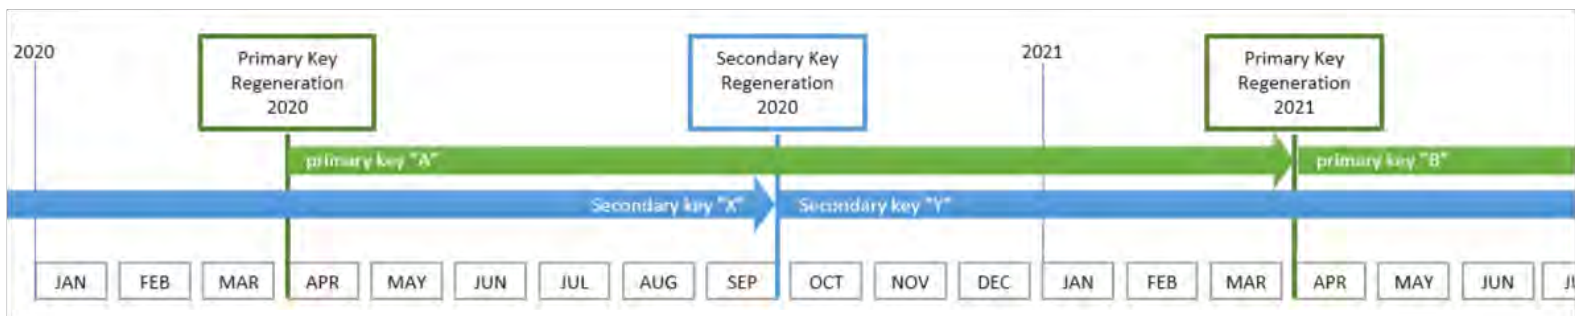 2020
Primary Key
Regeneration
2020
Secondary Key
Regeneration
2020
2021
Primary Key
Regeneration
2021
primary key "A"
primary key "B"
Secondary key "X"
Secondary key "Y"
JAN
FEB
MAR
APR
MAY
JUN
JUL
AUG
SEP
OCT
NOV
DEC
JAN
FEB
MAR
APR
MAY
JUN